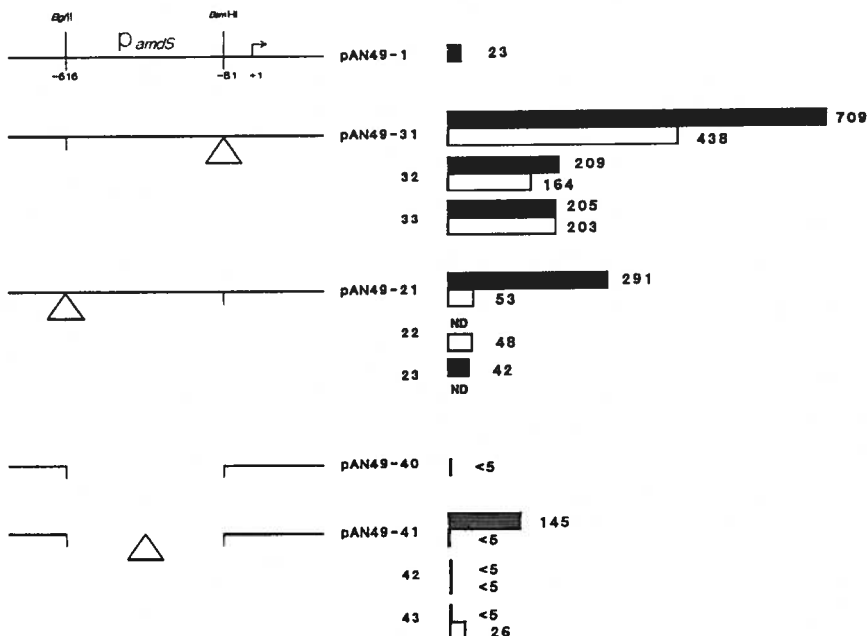 BglII BamHI
p amdS
-616 -81 +1
pAN49-1 23
pAN49-31 709
438
32 209
164
33 205
203
pAN49-21 291
53
22 ND
48
23 42
ND
pAN49-40 <5
pAN49-41 145
<5
42 <5
<5
43 <5
26